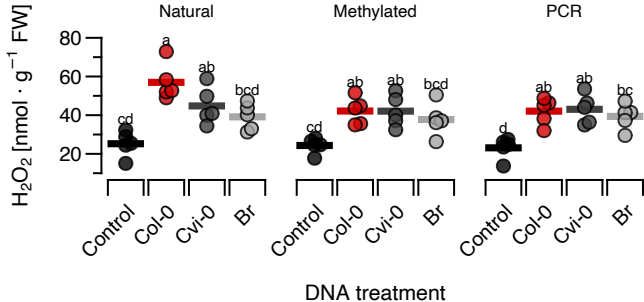 Natural Methylated PCR
H₂O₂ [nmol · g⁻¹ FW]
80
60
40
20
cd a ab bcd
cd ab ab bcd
d ab ab bc
Control Col-0 Cvi-0 Br Control Col-0 Cvi-0 Br Control Col-0 Cvi-0 Br
DNA treatment